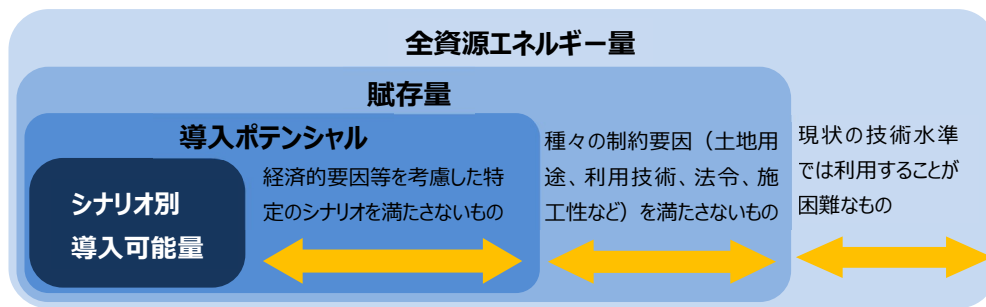 全資源エネルギー量
賦存量
導入ポテンシャル
シナリオ別
導入可能量
経済的要因等を考慮した特
定のシナリオを満たさないもの
種々の制約要因（土地用
途、利用技術、法令、施
工性など）を満たさないもの
現状の技術水準
では利用することが
困難なもの